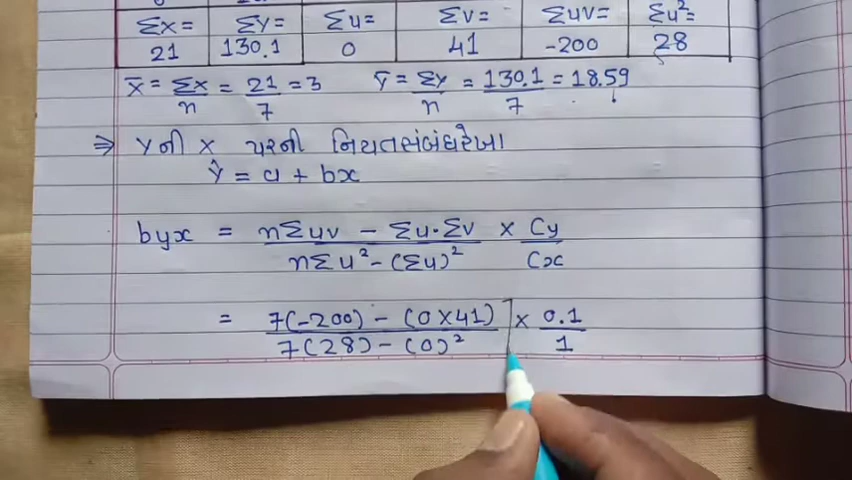 Σx= Σy= Σu= Σv= Σuv= Σu²=
21 130.1 0 41 -200 28
x̄ = Σx/n = 21/7 = 3 ȳ = Σy/n = 130.1/7 = 18.59
⇒ Yની X પરની નિયતસંબંધરેખા
ŷ = a + bx
byx = nΣuv - Σu·Σv / nΣu² - (Σu)² × Cy/Cx
= 7(-200) - (0×41) / 7(28) - (0)² × 0.1/1